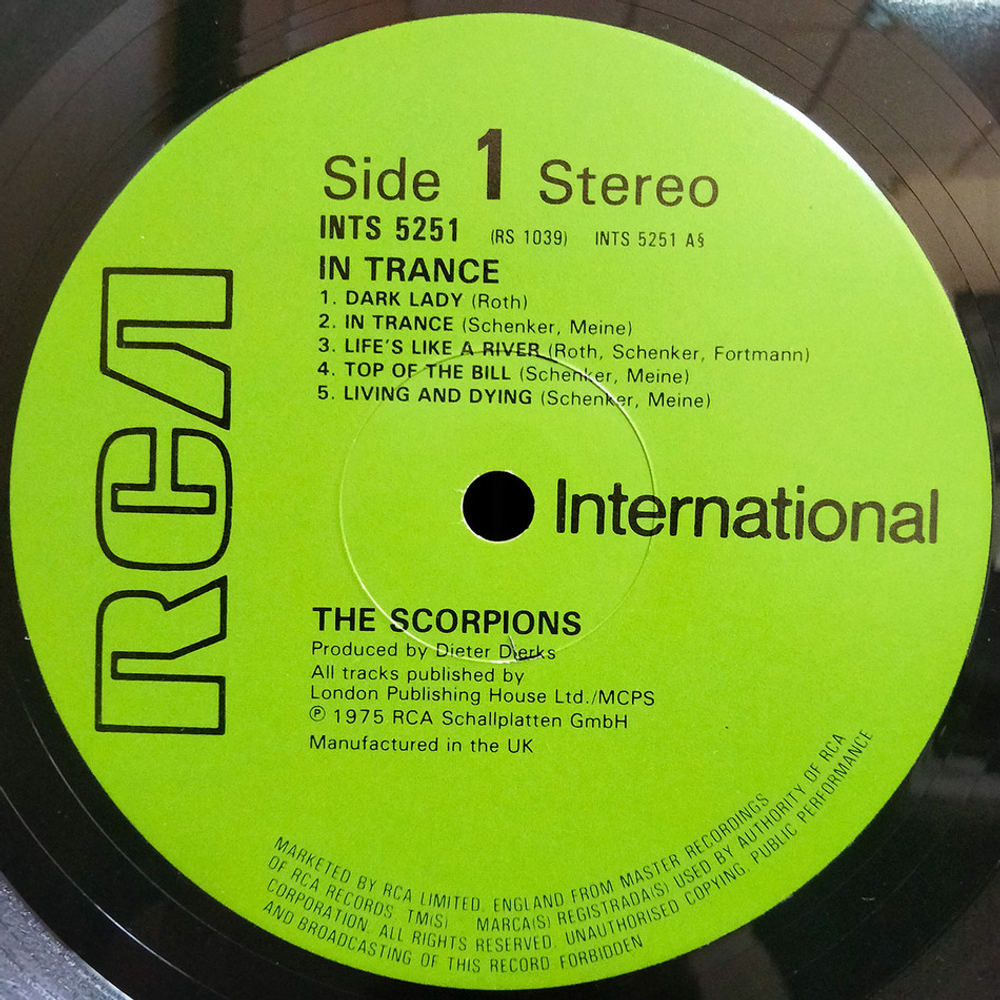 Side 1 Stereo
INTS 5251 (RS 1039) INTS 5251 A§
IN TRANCE
1. DARK LADY (Roth)
2. IN TRANCE (Schenker, Meine)
3. LIFE'S LIKE A RIVER (Roth, Schenker, Fortmann)
4. TOP OF THE BILL (Schenker, Meine)
5. LIVING AND DYING (Schenker, Meine)
RCA
International
THE SCORPIONS
Produced by Dieter Dierks
All tracks published by
London Publishing House Ltd./MCPS
℗ 1975 RCA Schallplatten GmbH
Manufactured in the UK
MARKETED BY RCA LIMITED, ENGLAND FROM MASTER RECORDINGS
OF RCA RECORDS. TM(S) MARCA(S) REGISTRADA(S) USED BY AUTHORITY OF RCA
CORPORATION. ALL RIGHTS RESERVED. UNAUTHORISED COPYING, PUBLIC PERFORMANCE
AND BROADCASTING OF THIS RECORD FORBIDDEN